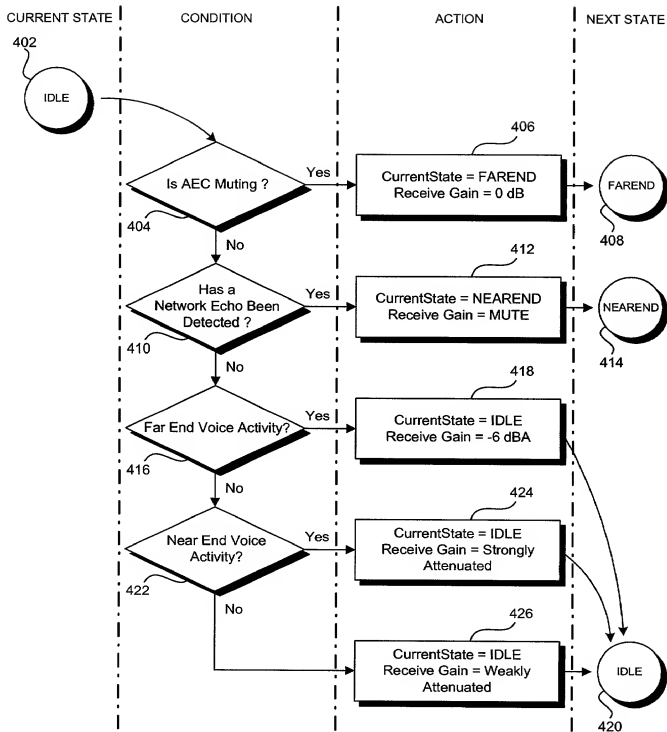 CURRENT STATE
CONDITION
ACTION
NEXT STATE
402
IDLE
406
Is AEC Muting ?
Yes
CurrentState = FAREND
Receive Gain = 0 dB
FAREND
404
408
No
412
Has a
Network Echo Been
Detected ?
Yes
CurrentState = NEAREND
Receive Gain = MUTE
NEAREND
410
414
No
418
Far End Voice Activity?
Yes
CurrentState = IDLE
Receive Gain = -6 dBA
416
No
424
Near End Voice
Activity?
Yes
CurrentState = IDLE
Receive Gain = Strongly
Attenuated
422
No
426
CurrentState = IDLE
Receive Gain = Weakly
Attenuated
IDLE
420